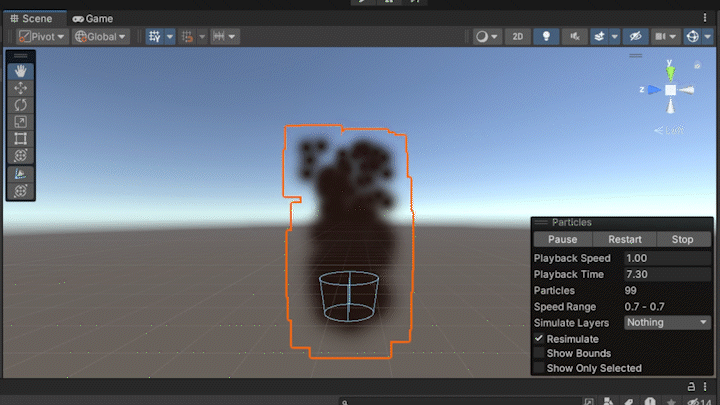 Scene Game
Pivot Global 2D
y
z
Left
Particles
Pause Restart Stop
Playback Speed 1.00
Playback Time 7.30
Particles 99
Speed Range 0.7 - 0.7
Simulate Layers Nothing
Resimulate
Show Bounds
Show Only Selected
14